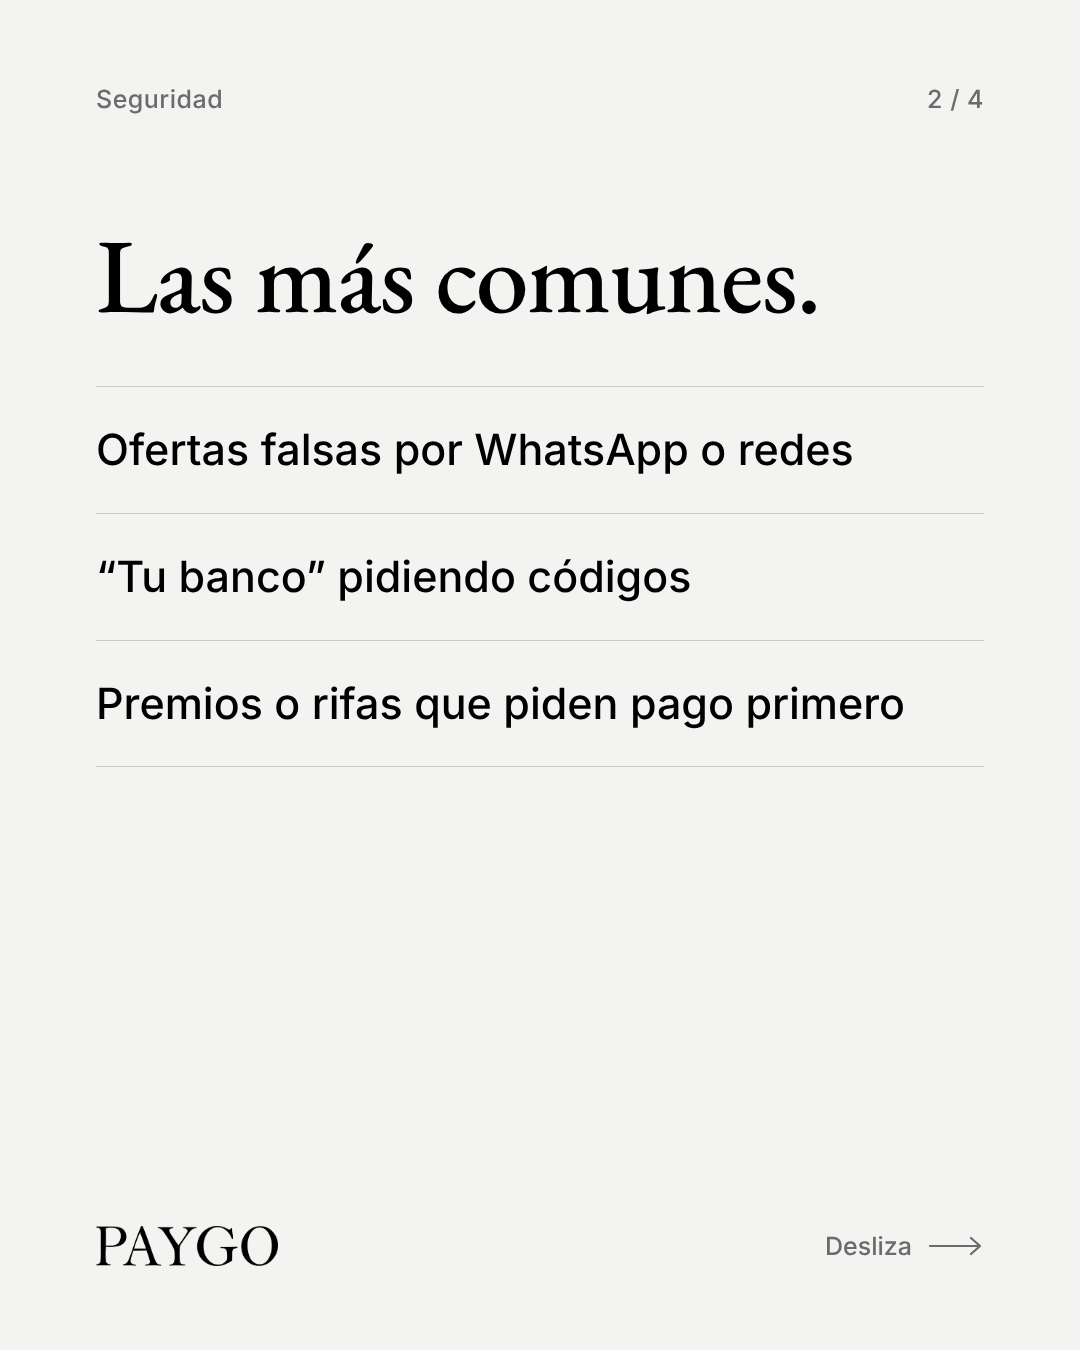 Seguridad
2 / 4
Las más comunes.
Ofertas falsas por WhatsApp o redes
“Tu banco” pidiendo códigos
Premios o rifas que piden pago primero
PAYGO
Desliza